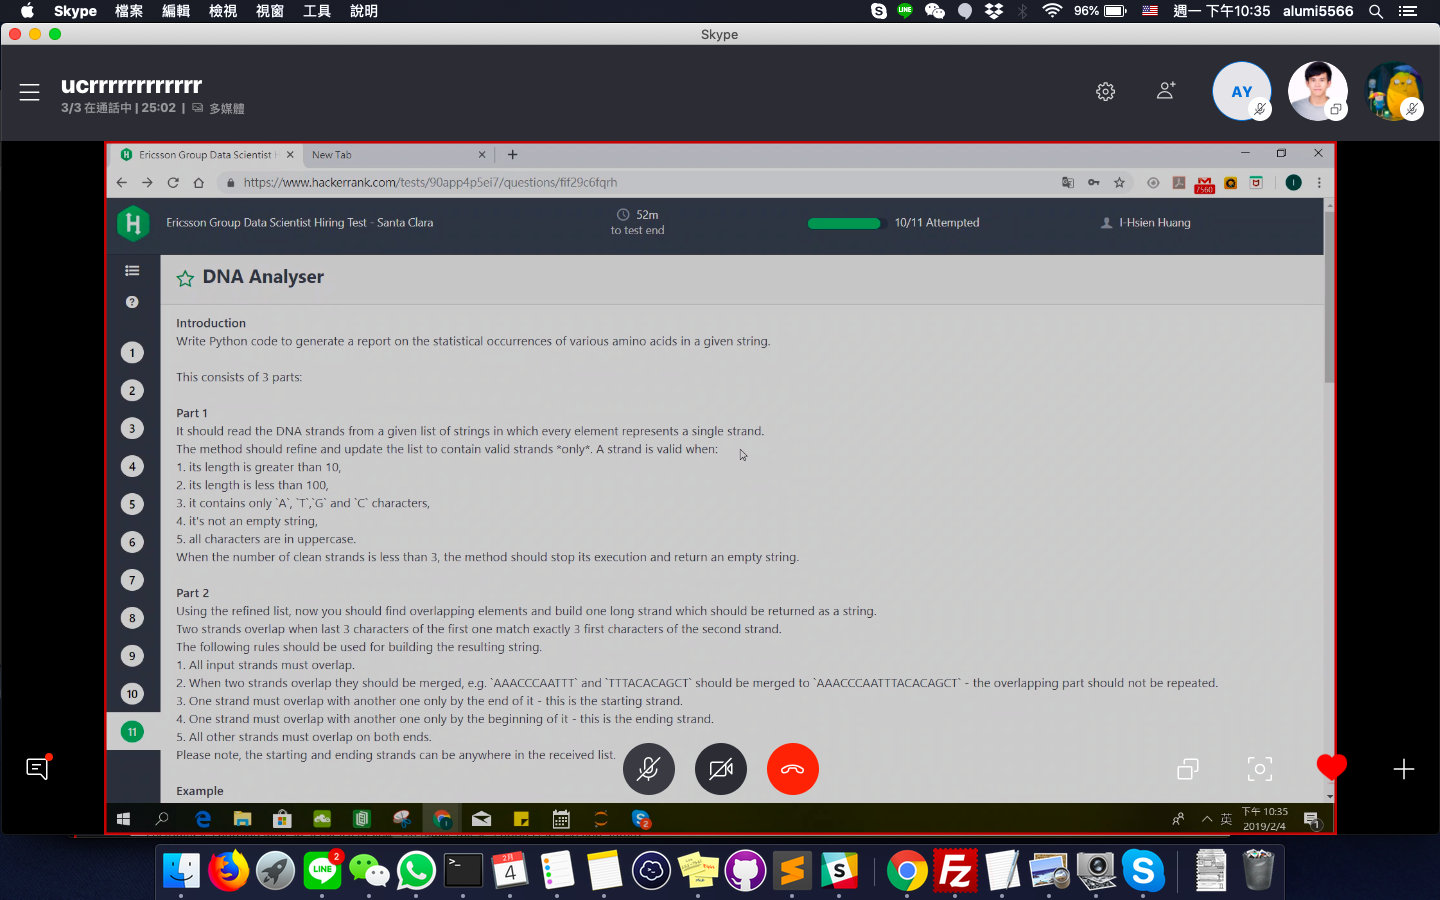 Skype 檔案 編輯 檢視 視窗 工具 說明 96% 週一 下午10:35 alumi5566
Skype
ucrrrrrrrrrrrr
3/3 在通話中 | 25:02 | 多媒體
AY
Ericsson Group Data Scientist H
New Tab
https://www.hackerrank.com/tests/90app4p5ei7/questions/fif29c6fqrh
7560
Ericsson Group Data Scientist Hiring Test - Santa Clara
52m
to test end
10/11 Attempted
I-Hsien Huang
DNA Analyser
Introduction
Write Python code to generate a report on the statistical occurrences of various amino acids in a given string.
This consists of 3 parts:
Part 1
It should read the DNA strands from a given list of strings in which every element represents a single strand.
The method should refine and update the list to contain valid strands *only*. A strand is valid when:
1. its length is greater than 10,
2. its length is less than 100,
3. it contains only `A`, `T`,`G` and `C` characters,
4. it's not an empty string,
5. all characters are in uppercase.
When the number of clean strands is less than 3, the method should stop its execution and return an empty string.
Part 2
Using the refined list, now you should find overlapping elements and build one long strand which should be returned as a string.
Two strands overlap when last 3 characters of the first one match exactly 3 first characters of the second strand.
The following rules should be used for building the resulting string.
1. All input strands must overlap.
2. When two strands overlap they should be merged, e.g. `AAACCCAATTT` and `TTTACACAGCT` should be merged to `AAACCCAATTTACACAGCT` - the overlapping part should not be repeated.
3. One strand must overlap with another one only by the end of it - this is the starting strand.
4. One strand must overlap with another one only by the beginning of it - this is the ending strand.
5. All other strands must overlap on both ends.
Please note, the starting and ending strands can be anywhere in the received list.
Example
1
2
3
4
5
6
7
8
9
10
11
英
下午 10:35
2019/2/4
1
2
LINE
2
2月
4
Fz